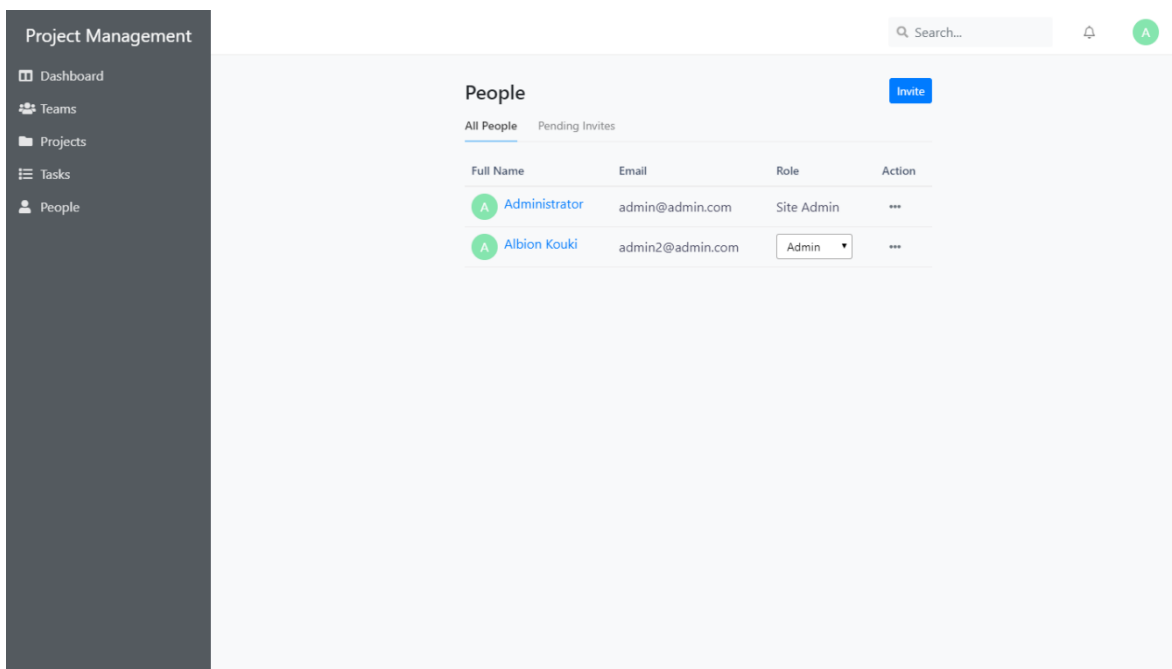 Project Management
Search...
A
Dashboard
Teams
Projects
Tasks
People
People
Invite
All People Pending Invites
Full Name Email Role Action
A Administrator admin@admin.com Site Admin •••
A Albion Kouki admin2@admin.com Admin •••